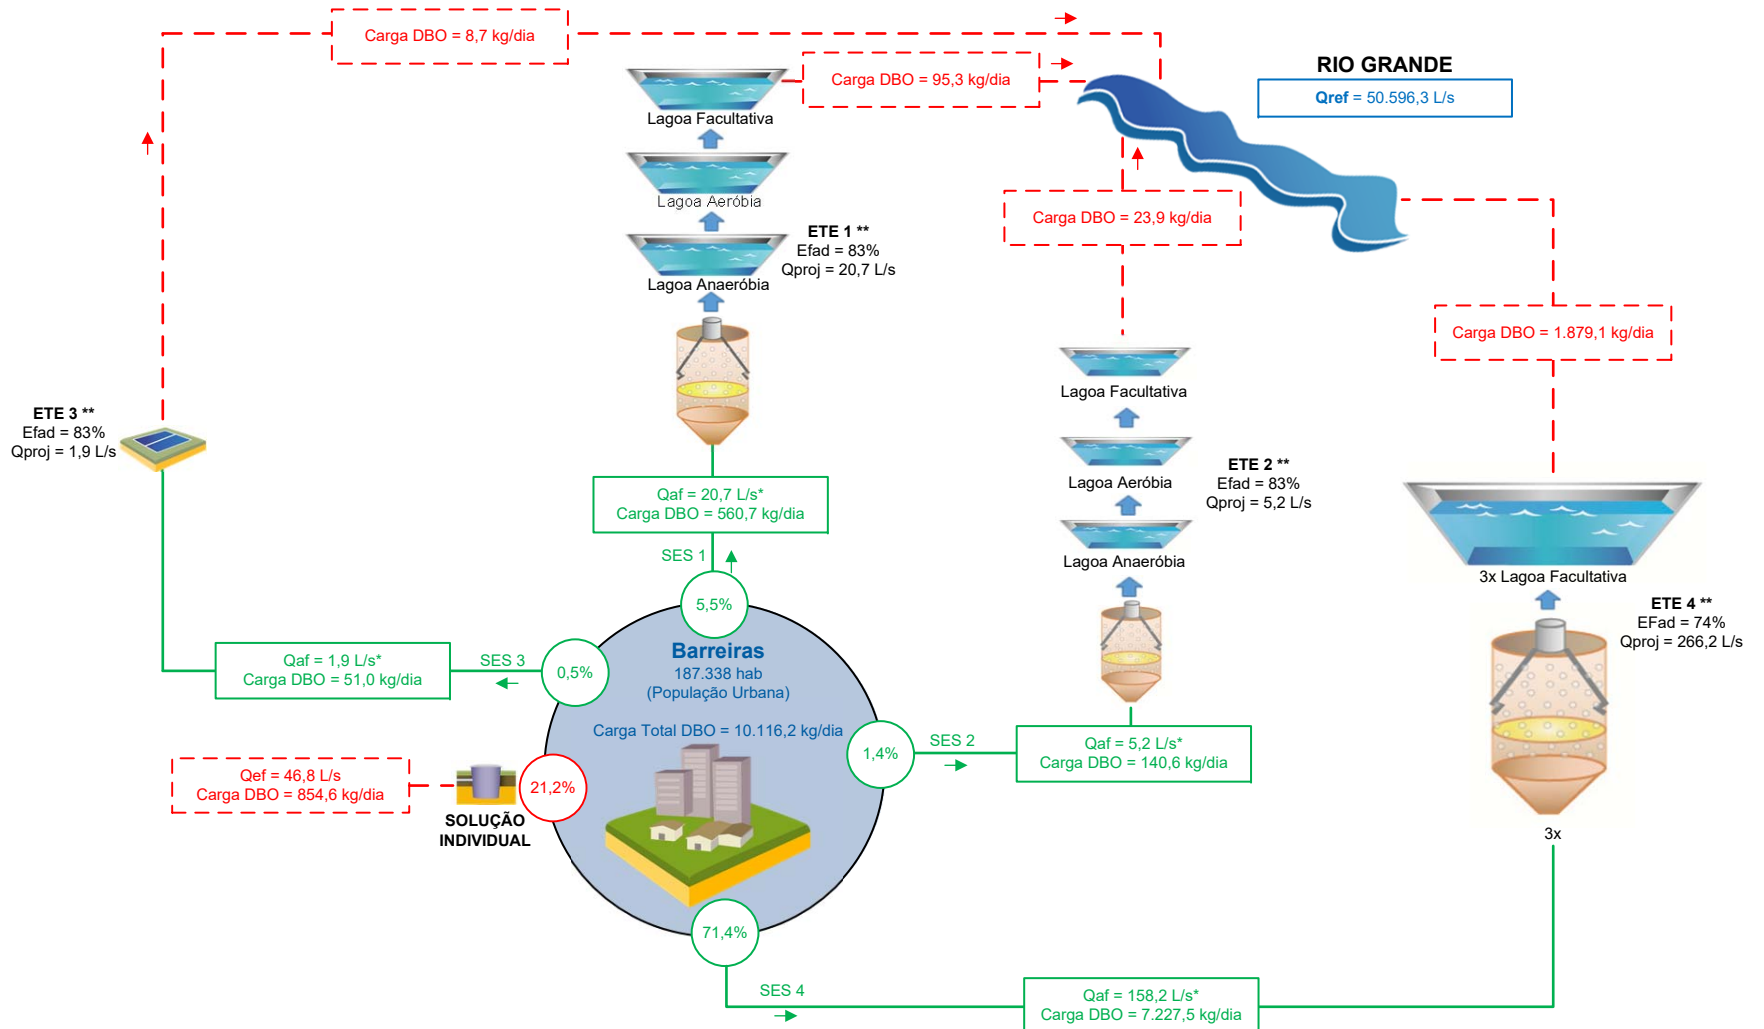 Carga DBO = 8,7 kg/dia
Carga DBO = 95,3 kg/dia
RIO GRANDE
Qref = 50.596,3 L/s
Lagoa Facultativa
Lagoa Aeróbia
Lagoa Anaeróbia
ETE 1 **
Efad = 83%
Qproj = 20,7 L/s
Carga DBO = 23,9 kg/dia
Carga DBO = 1.879,1 kg/dia
ETE 3 **
Efad = 83%
Qproj = 1,9 L/s
Lagoa Facultativa
Lagoa Aeróbia
Lagoa Anaeróbia
ETE 2 **
Efad = 83%
Qproj = 5,2 L/s
3x Lagoa Facultativa
ETE 4 **
EFad = 74%
Qproj = 266,2 L/s
3x
Qaf = 20,7 L/s*
Carga DBO = 560,7 kg/dia
SES 1
5,5%
Qaf = 1,9 L/s*
Carga DBO = 51,0 kg/dia
SES 3
0,5%
Barreiras
187.338 hab
(População Urbana)
Carga Total DBO = 10.116,2 kg/dia
1,4%
SES 2
Qaf = 5,2 L/s*
Carga DBO = 140,6 kg/dia
Qef = 46,8 L/s
Carga DBO = 854,6 kg/dia
21,2%
SOLUÇÃO
INDIVIDUAL
71,4%
SES 4
Qaf = 158,2 L/s*
Carga DBO = 7.227,5 kg/dia